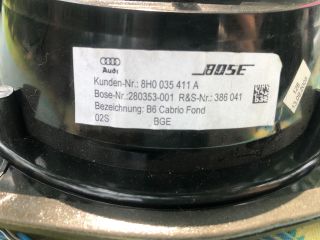 Audi BOSE
Kunden-Nr.: 8H0 035 411 A
Bose-Nr.:280353-001 R&S-Nr.: 386 041
Bezeichnung: B6 Cabrio Fond
02S BGE